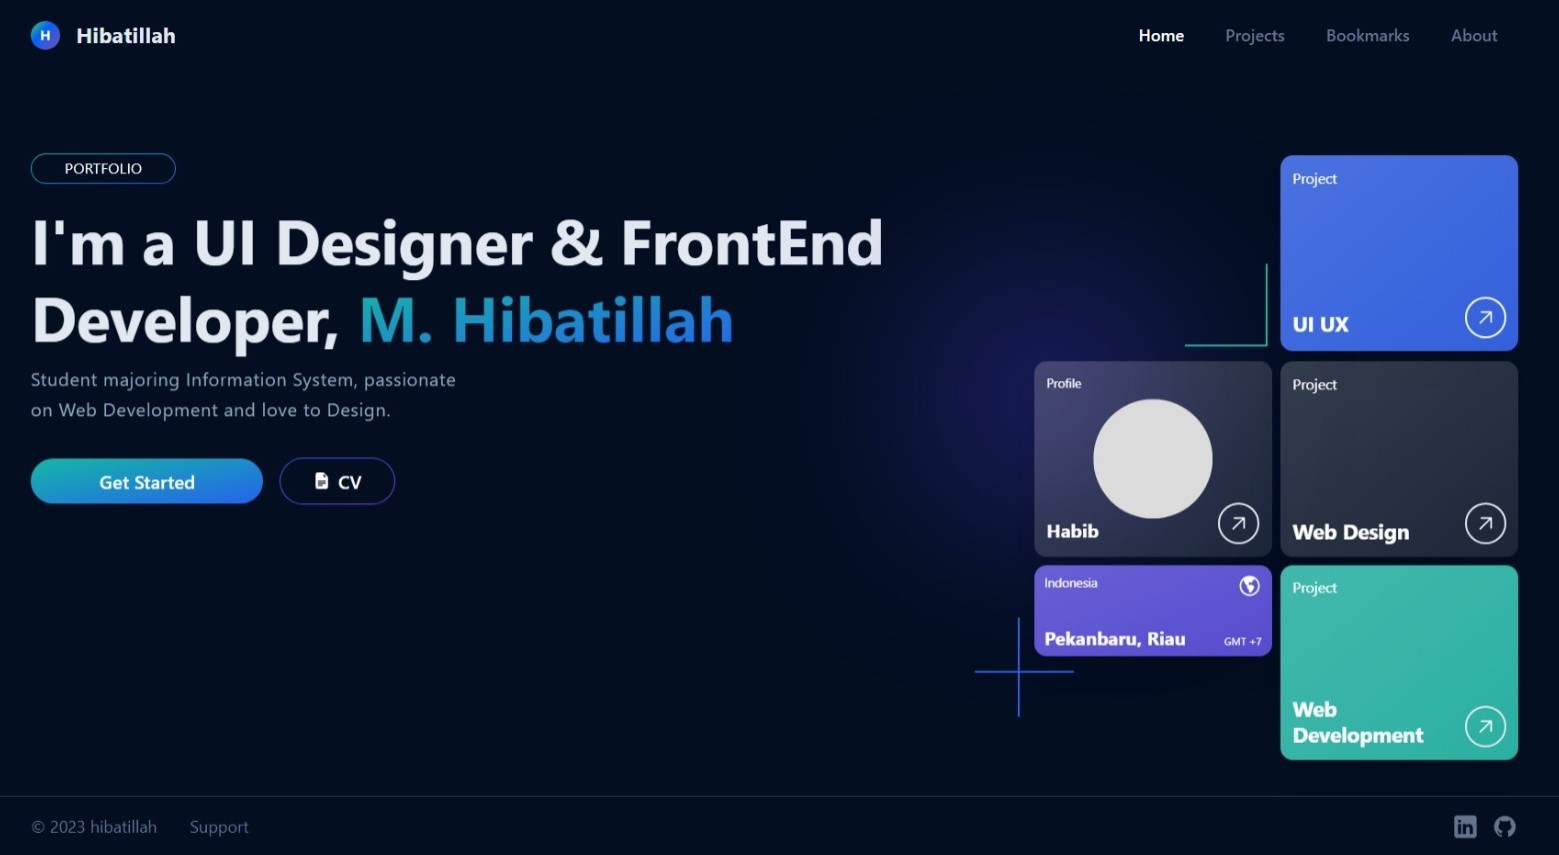 H
Hibatillah
Home
Projects
Bookmarks
About
PORTFOLIO
I'm a UI Designer & FrontEnd
Developer, M. Hibatillah
Student majoring Information System, passionate
on Web Development and love to Design.
Get Started
CV
Project
UI UX
Profile
Habib
Project
Web Design
Indonesia
Pekanbaru, Riau
GMT +7
Project
Web
Development
© 2023 hibatillah
Support
in